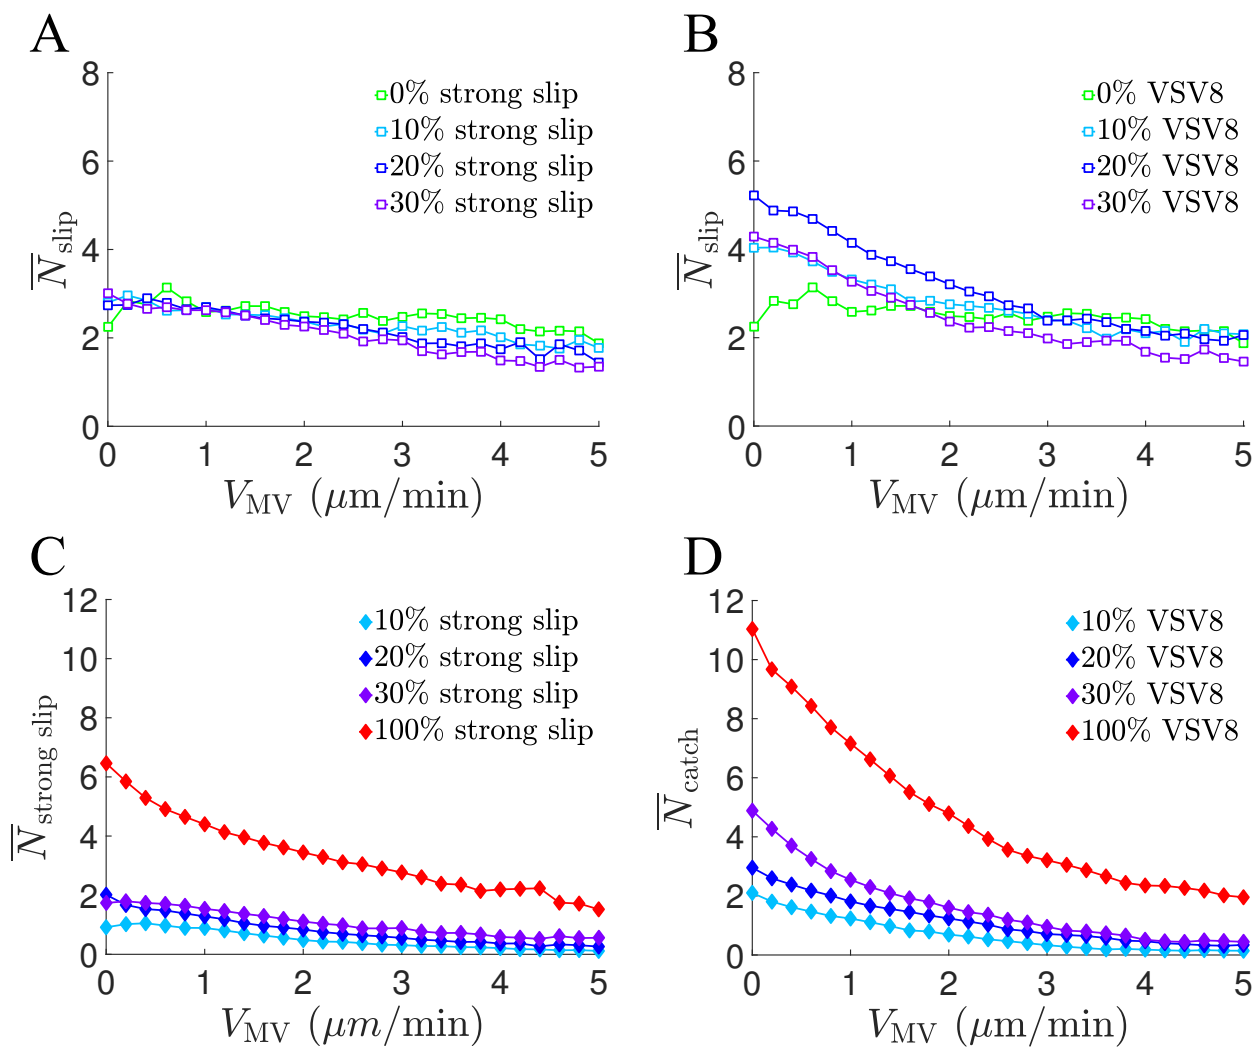 A
8
6
4
2
0
0 1 2 3 4 5
N̅slip
V_MV (μm/min)
0% strong slip
10% strong slip
20% strong slip
30% strong slip
B
8
6
4
2
0
0 1 2 3 4 5
N̅slip
V_MV (μm/min)
0% VSV8
10% VSV8
20% VSV8
30% VSV8
C
12
10
8
6
4
2
0
0 1 2 3 4 5
N̅strong slip
V_MV (μm/min)
10% strong slip
20% strong slip
30% strong slip
100% strong slip
D
12
10
8
6
4
2
0
0 1 2 3 4 5
N̅catch
V_MV (μm/min)
10% VSV8
20% VSV8
30% VSV8
100% VSV8